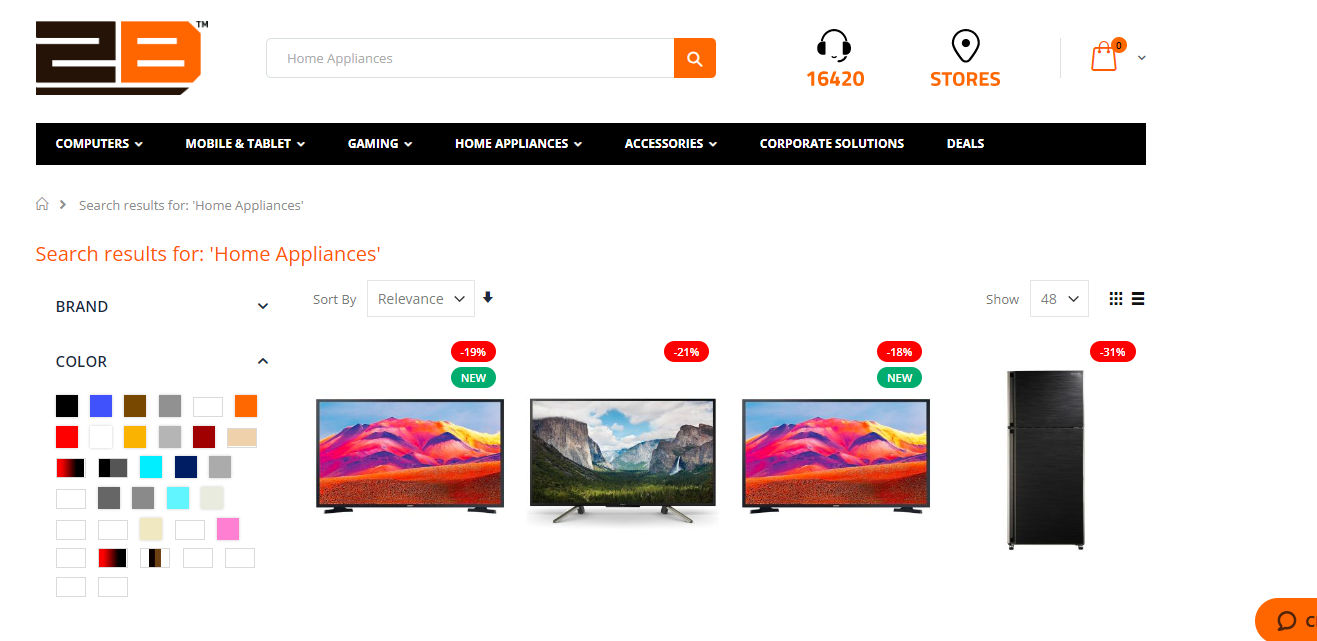 2B™
Home Appliances
16420
STORES
0
COMPUTERS
MOBILE & TABLET
GAMING
HOME APPLIANCES
ACCESSORIES
CORPORATE SOLUTIONS
DEALS
Search results for: 'Home Appliances'
Search results for: 'Home Appliances'
BRAND
Sort By
Relevance
Show
48
COLOR
-19%
-21%
-18%
-31%
NEW
NEW
C